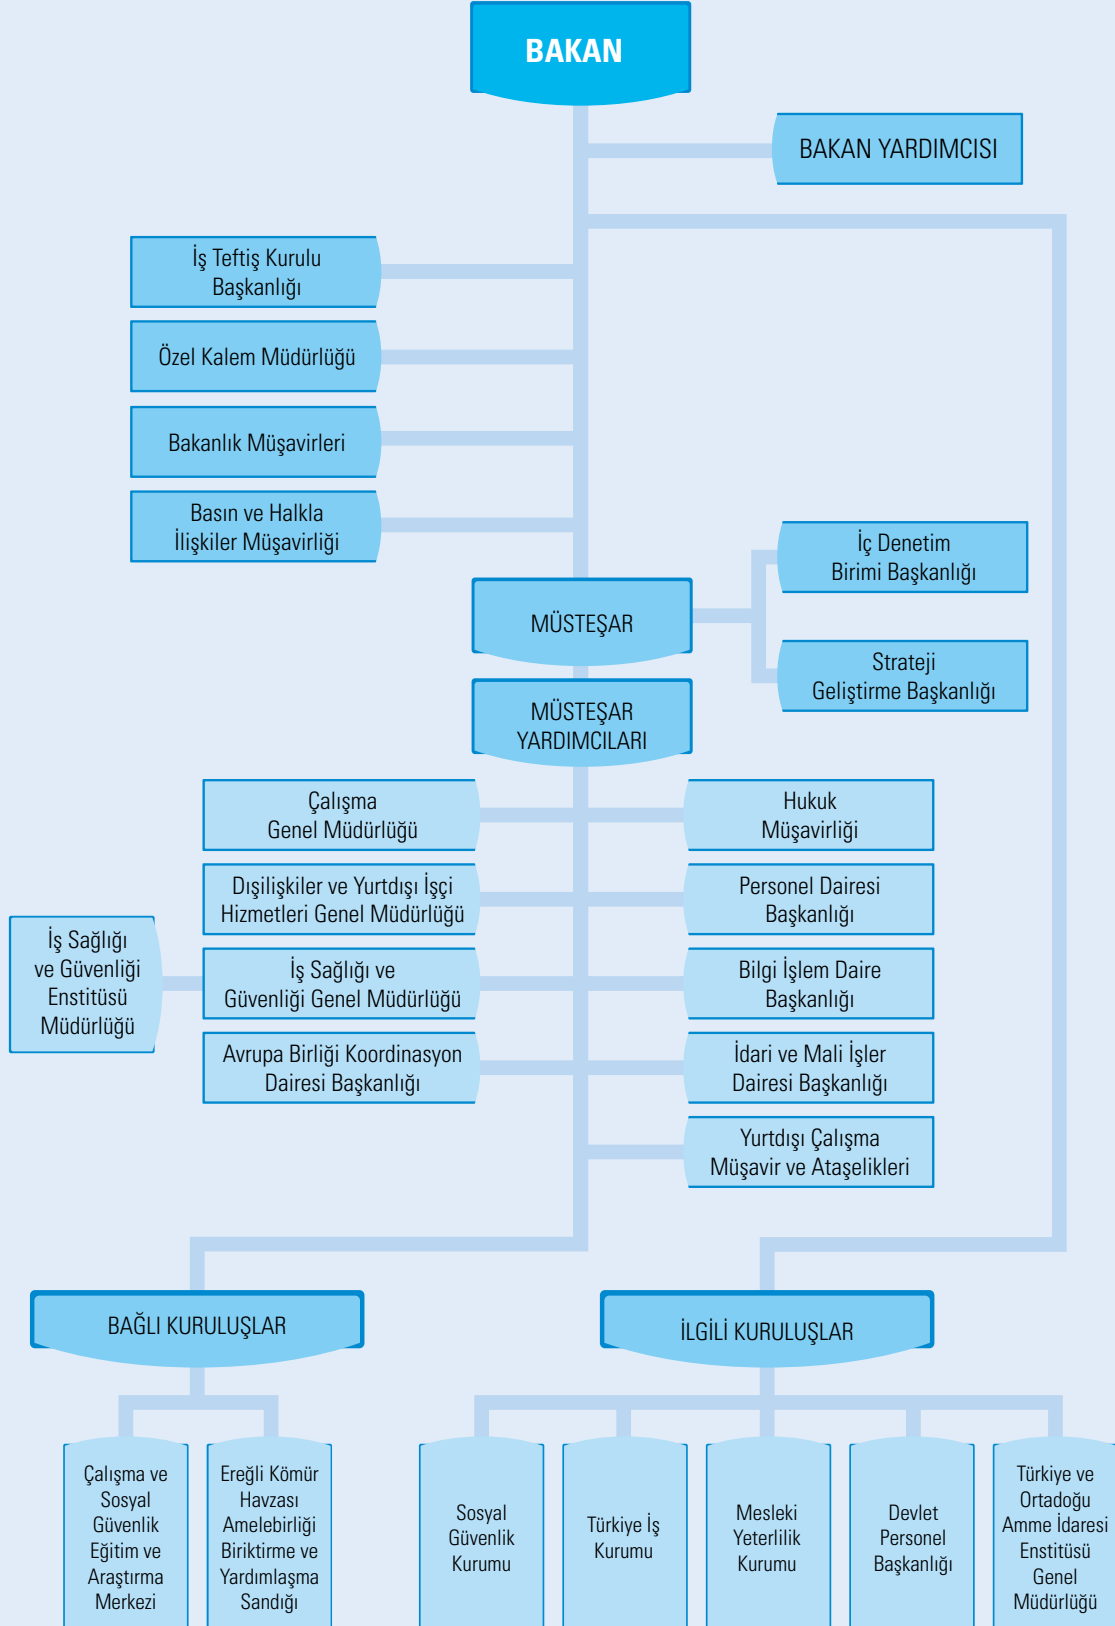 BAKAN
BAKAN YARDIMCISI
İş Teftiş Kurulu
Başkanlığı
Özel Kalem Müdürlüğü
Bakanlık Müşavirleri
Basın ve Halkla
İlişkiler Müşavirliği
İç Denetim
Birimi Başkanlığı
MÜSTEŞAR
Strateji
Geliştirme Başkanlığı
MÜSTEŞAR
YARDIMCILARI
Çalışma
Genel Müdürlüğü
Hukuk
Müşavirliği
Dışilişkiler ve Yurtdışı İşçi
Hizmetleri Genel Müdürlüğü
Personel Dairesi
Başkanlığı
İş Sağlığı
ve Güvenliği
Enstitüsü
Müdürlüğü
İş Sağlığı ve
Güvenliği Genel Müdürlüğü
Bilgi İşlem Daire
Başkanlığı
Avrupa Birliği Koordinasyon
Dairesi Başkanlığı
İdari ve Mali İşler
Dairesi Başkanlığı
Yurtdışı Çalışma
Müşavir ve Ataşelikleri
BAĞLI KURULUŞLAR
İLGİLİ KURULUŞLAR
Çalışma ve
Sosyal
Güvenlik
Eğitim ve
Araştırma
Merkezi
Ereğli Kömür
Havzası
Amelebirliği
Biriktirme ve
Yardımlaşma
Sandığı
Sosyal
Güvenlik
Kurumu
Türkiye İş
Kurumu
Mesleki
Yeterlilik
Kurumu
Devlet
Personel
Başkanlığı
Türkiye ve
Ortadoğu
Amme İdaresi
Enstitüsü
Genel
Müdürlüğü